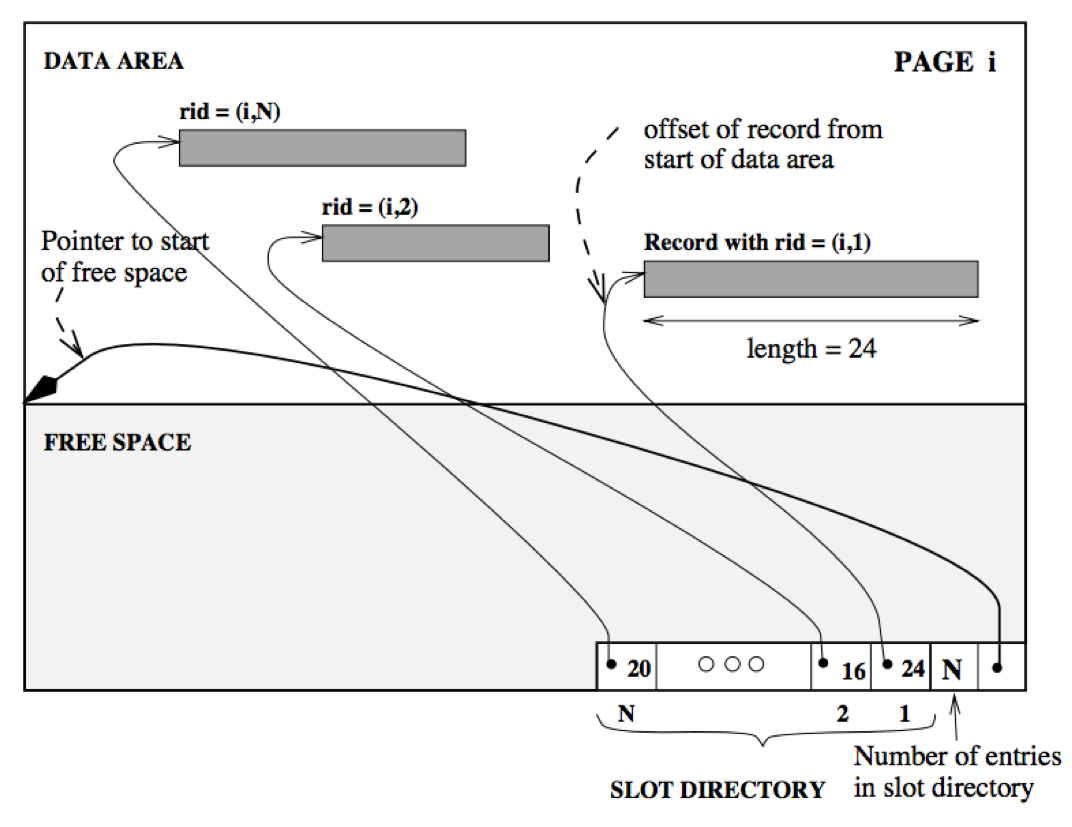 DATA AREA
PAGE i
rid = (i,N)
offset of record from
start of data area
rid = (i,2)
Pointer to start
of free space
Record with rid = (i,1)
length = 24
FREE SPACE
20
16
24
N
N
2
1
Number of entries
in slot directory
SLOT DIRECTORY